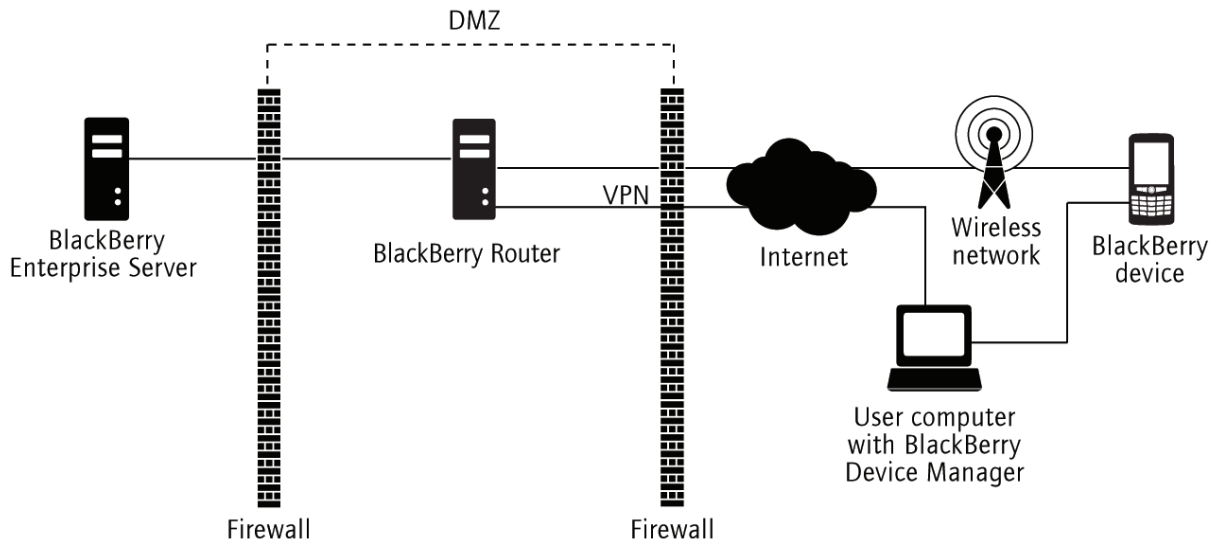 DMZ
VPN
BlackBerry
Enterprise Server
BlackBerry Router
Internet
Wireless
network
BlackBerry
device
User computer
with BlackBerry
Device Manager
Firewall
Firewall